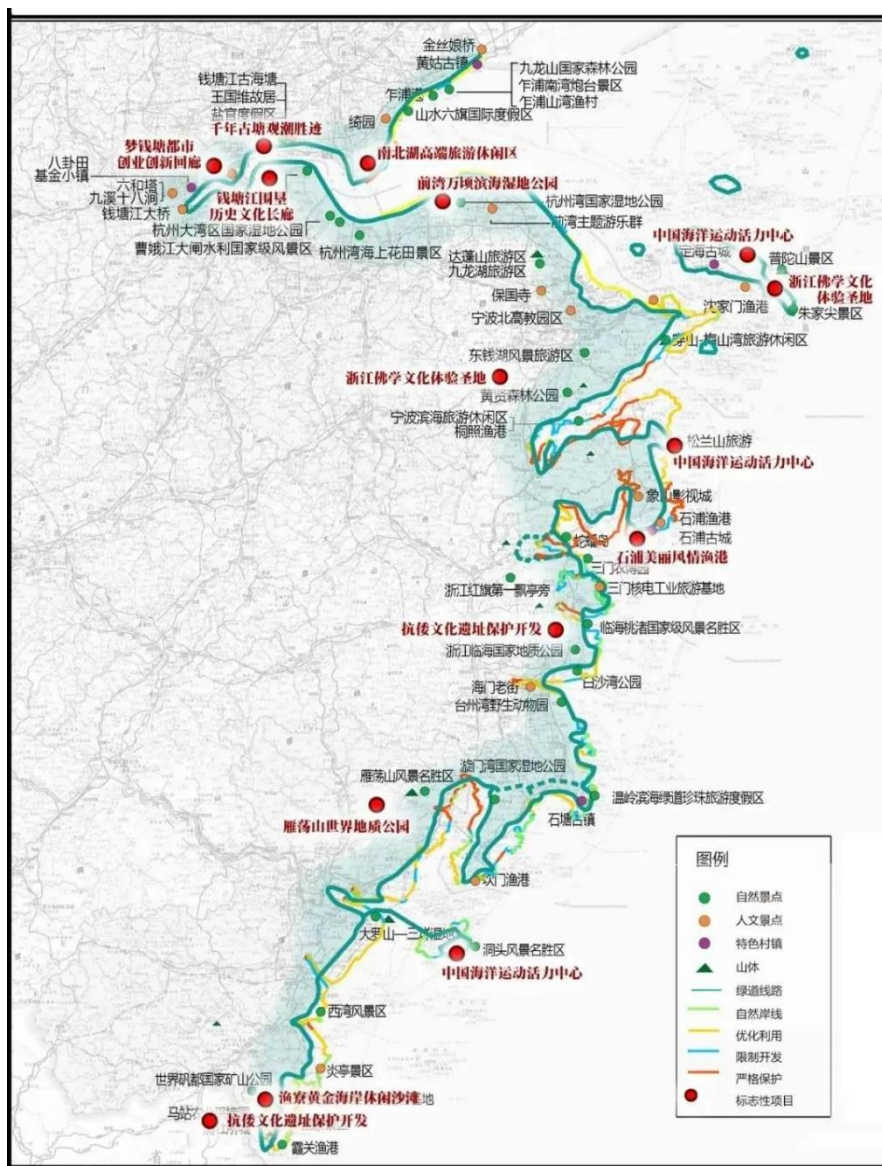 金丝娘桥
黄姑古镇
九龙山国家森林公园
乍浦南湾炮台景区
乍浦山湾渔村
乍浦港
山水六旗国际度假区
绮园
钱塘江古海塘
王国维故居
盐官度假区
千年古塘观潮胜迹
南北湖高端旅游休闲区
梦钱塘都市
创业创新回廊
八卦田
基金小镇
六和塔
九溪十八涧
钱塘江大桥
钱塘江围垦
历史文化长廊
前湾万顷滨海湿地公园
杭州湾国家湿地公园
前湾主题游乐群
杭州大湾区国家湿地公园
曹娥江大闸水利国家级风景区
杭州湾海上花田景区
达蓬山旅游区
九龙湖旅游区
中国海洋运动活力中心
定海古城
普陀山景区
浙江佛学文化
体验圣地
朱家尖景区
沈家门渔港
保国寺
宁波北高教园区
穿山-梅山湾旅游休闲区
东钱湖风景旅游区
浙江佛学文化体验圣地
黄贤森林公园
宁波滨海旅游休闲区
桐照渔港
松兰山旅游
中国海洋运动活力中心
象山影视城
石浦渔港
石浦古城
石浦美丽风情渔港
蛇蟠岛
三门农博园
浙江红旗第一飘亭旁
三门核电工业旅游基地
抗倭文化遗址保护开发
临海桃渚国家级风景名胜区
浙江临海国家地质公园
白沙湾公园
海门老街
台州湾野生动物园
雁荡山风景名胜区
漩门湾国家湿地公园
温岭滨海绿道珍珠旅游度假区
石塘古镇
雁荡山世界地质公园
坎门渔港
大罗山—三垟湿地
洞头风景名胜区
中国海洋运动活力中心
西湾风景区
炎亭景区
世界矾都国家矿山公园
渔寮黄金海岸休闲沙滩
地
马站
抗倭文化遗址保护开发
霞关渔港
图例
自然景点
人文景点
特色村镇
山体
绿道线路
自然岸线
优化利用
限制开发
严格保护
标志性项目